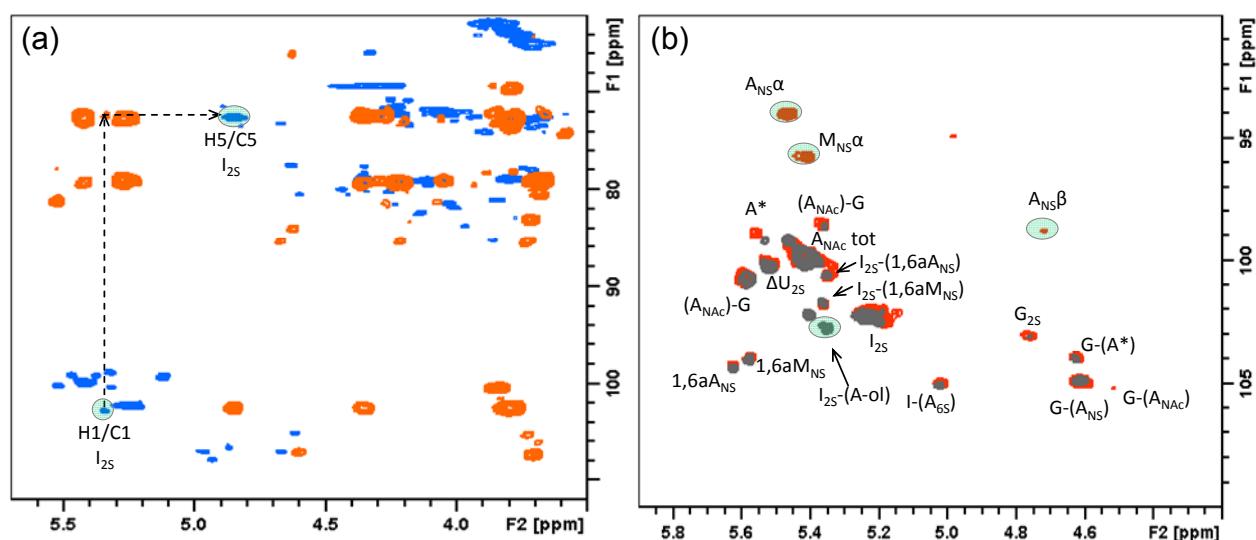 (a)
H5/C5
I2S
H1/C1
I2S
F1 [ppm]
80
100
5.5
5.0
4.5
4.0
F2 [ppm]
(b)
ANSα
MNSα
ANSβ
A*
(ANAc)-G
ANAc tot
I2S-(1,6aANS)
I2S-(1,6aMNS)
ΔU2S
(ANAc)-G
I2S
G2S
G-(A*)
1,6aANS
1,6aMNS
I2S-(A-ol)
I-(A6S)
G-(ANS)
G-(ANAc)
F1 [ppm]
95
100
105
5.8
5.6
5.4
5.2
5.0
4.8
4.6
F2 [ppm]